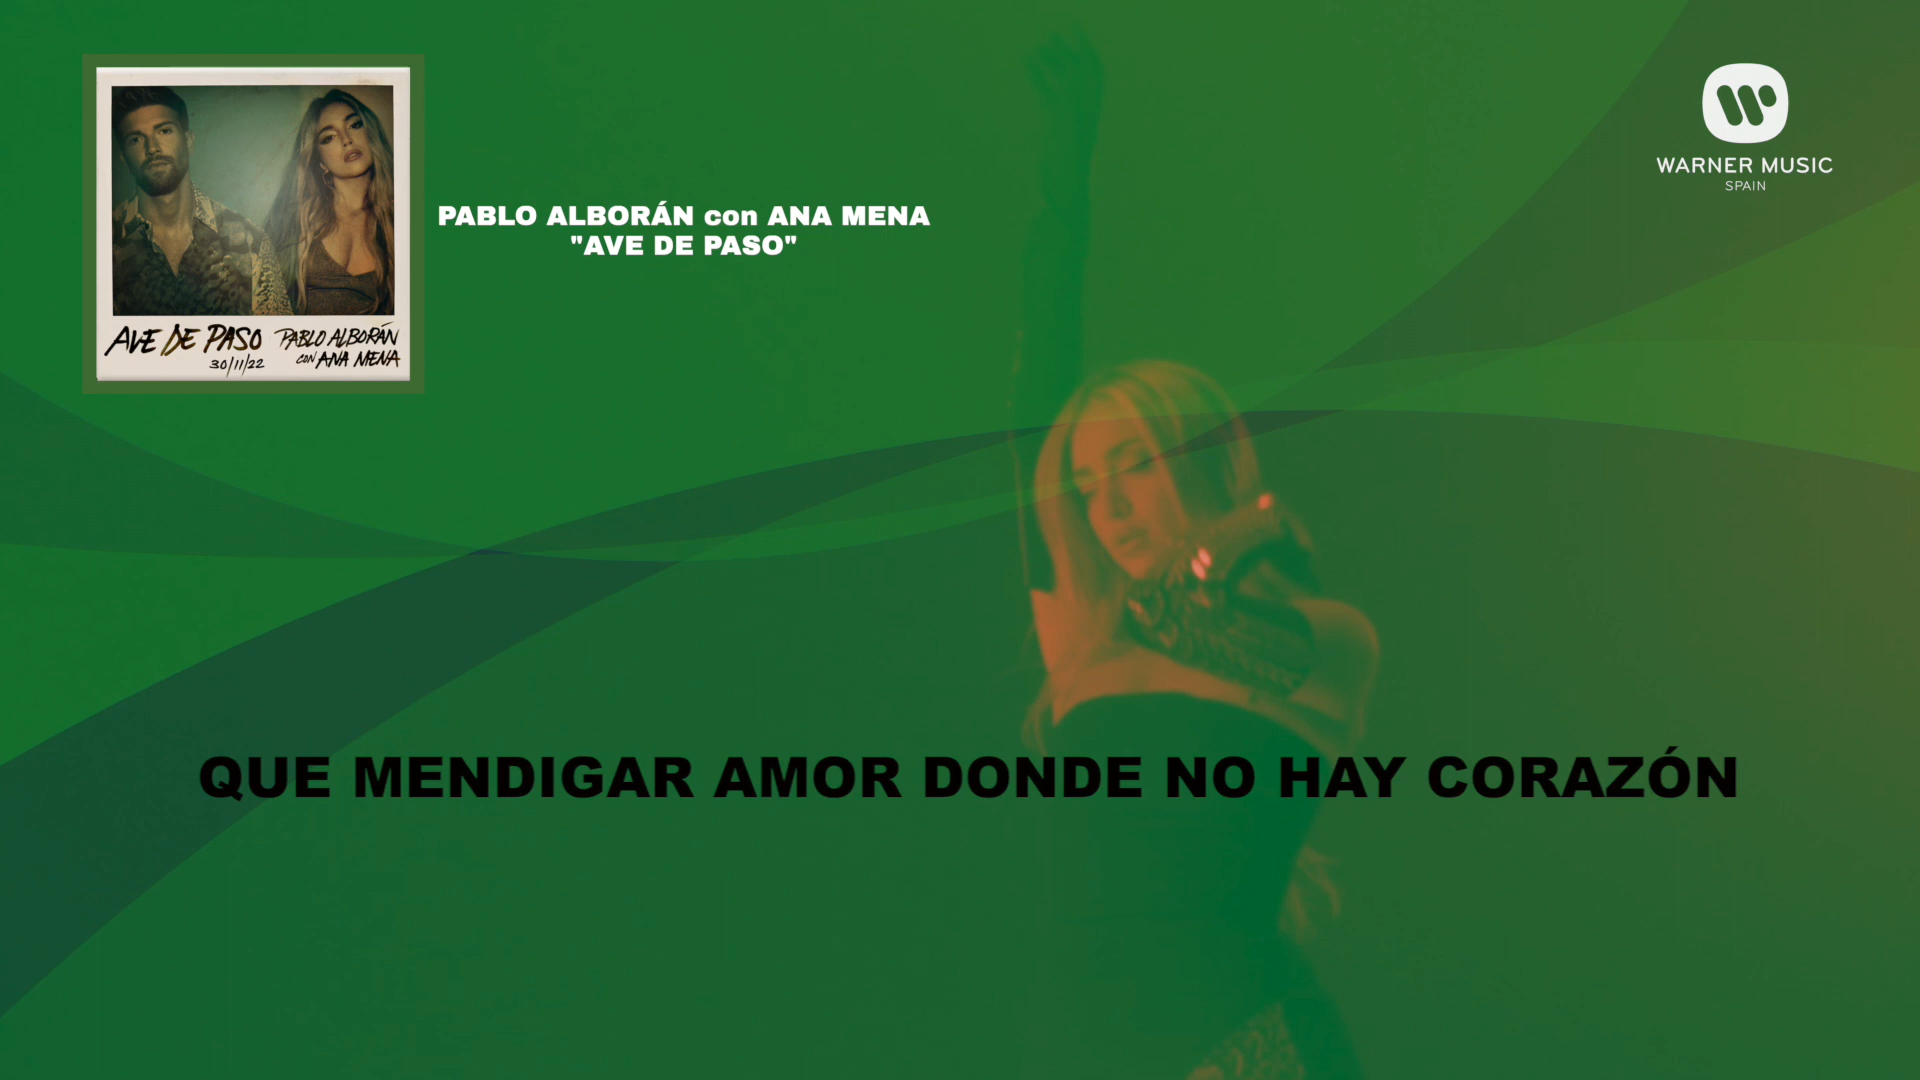 AVE DE PASO
30/11/22
PABLO ALBORÁN
CON ANA MENA
PABLO ALBORÁN con ANA MENA
"AVE DE PASO"
WARNER MUSIC
SPAIN
QUE MENDIGAR AMOR DONDE NO HAY CORAZÓN